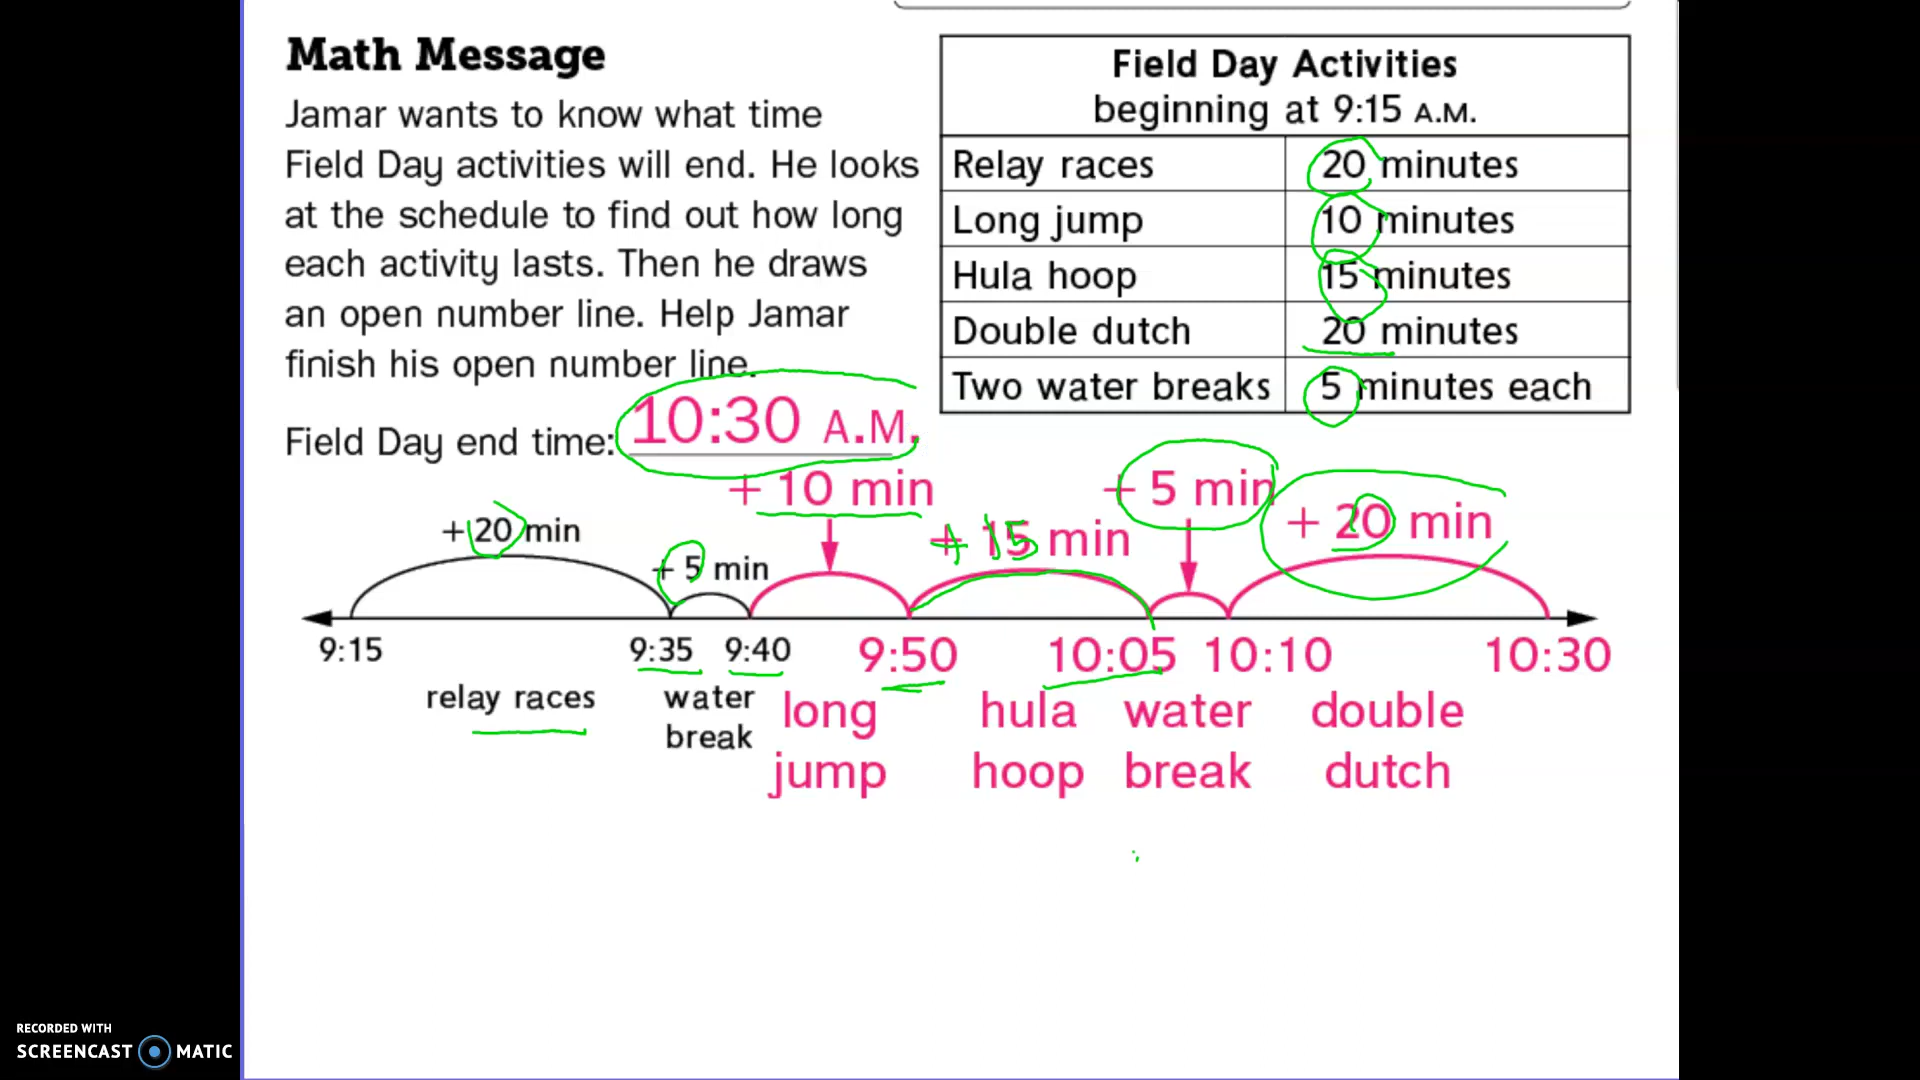 Math Message
Jamar wants to know what time
Field Day activities will end. He looks
at the schedule to find out how long
each activity lasts. Then he draws
an open number line. Help Jamar
finish his open number line.
Field Day end time: 10:30 A.M.
Field Day Activities
beginning at 9:15 A.M.
Relay races 20 minutes
Long jump 10 minutes
Hula hoop 15 minutes
Double dutch 20 minutes
Two water breaks 5 minutes each
+ 20 min
+ 5 min
+ 10 min
+ 15 min
+ 5 min
+ 20 min
9:15 9:35 9:40 9:50 10:05 10:10 10:30
relay races
water
break
long
jump
hula
hoop
water
break
double
dutch
RECORDED WITH
SCREENCAST MATIC